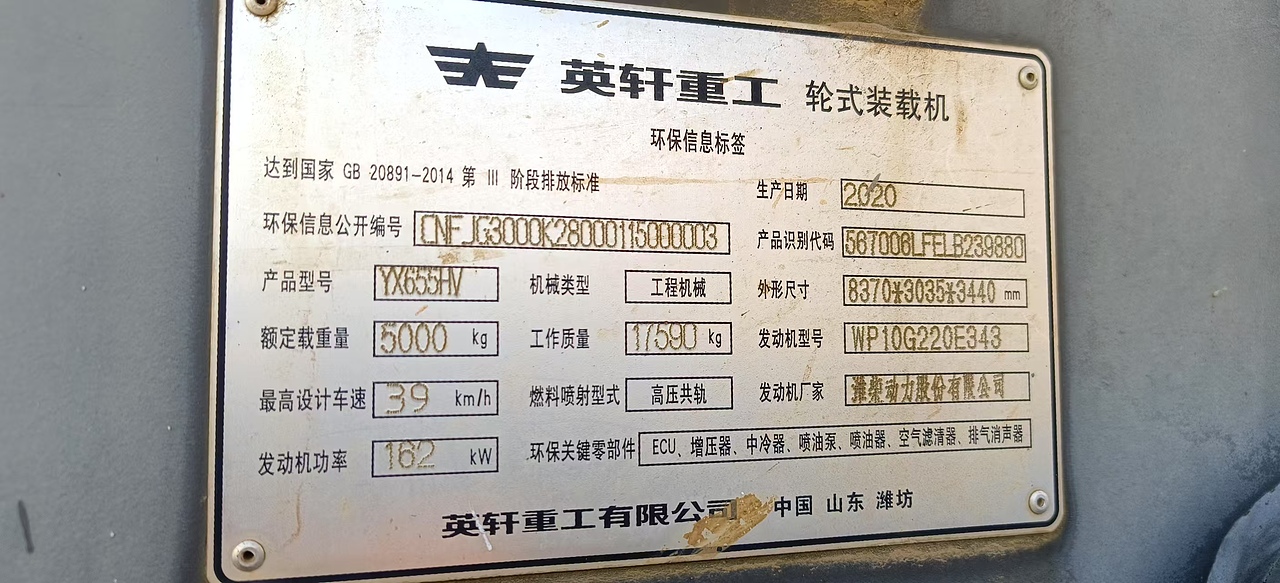 英轩重工 轮式装载机
环保信息标签
达到国家 GB 20891-2014 第 III 阶段排放标准
生产日期 2020
环保信息公开编号 CNFJG3000K28000115000003
产品识别代码 567006LFELB239880
产品型号 YX655HV 机械类型 工程机械 外形尺寸 8370*3035*3440 mm
额定载重量 5000 kg 工作质量 17590 kg 发动机型号 WP10G220E343
最高设计车速 39 km/h 燃料喷射型式 高压共轨 发动机厂家 潍柴动力股份有限公司
发动机功率 162 kW 环保关键零部件 ECU、增压器、中冷器、喷油泵、喷油器、空气滤清器、排气消声器
英轩重工有限公司 中国 山东 潍坊